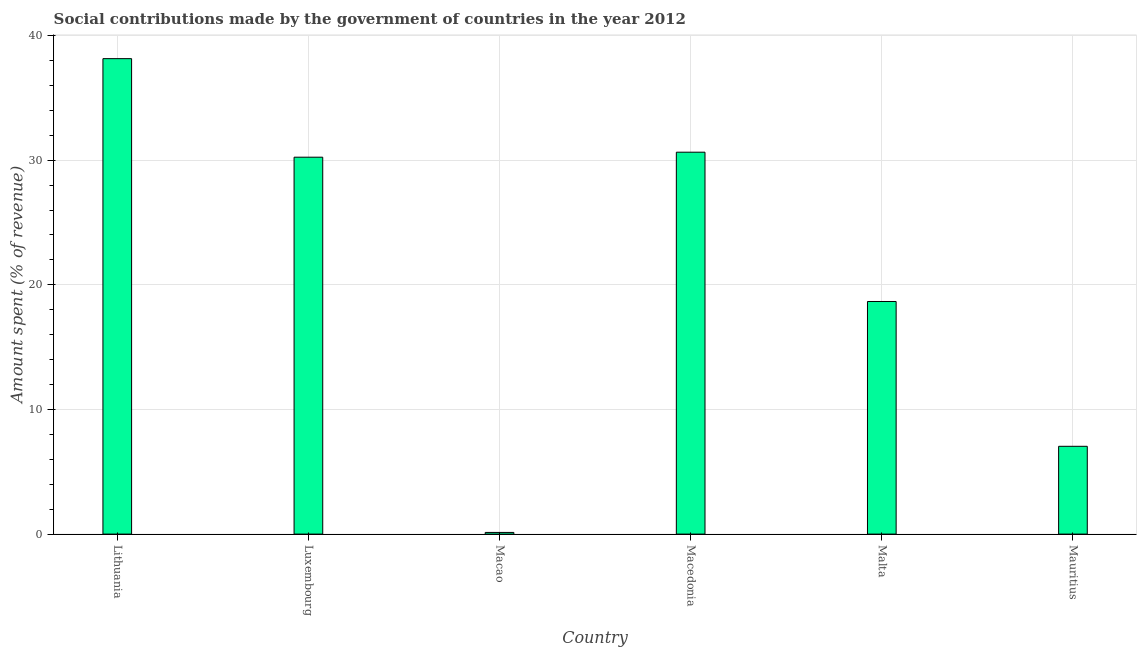 Social contributions made by the government of countries in the year 2012
Amount spent (% of revenue)
40
30
20
10
0
Lithuania
Luxembourg
Macao
Macedonia
Malta
Mauritius
Country